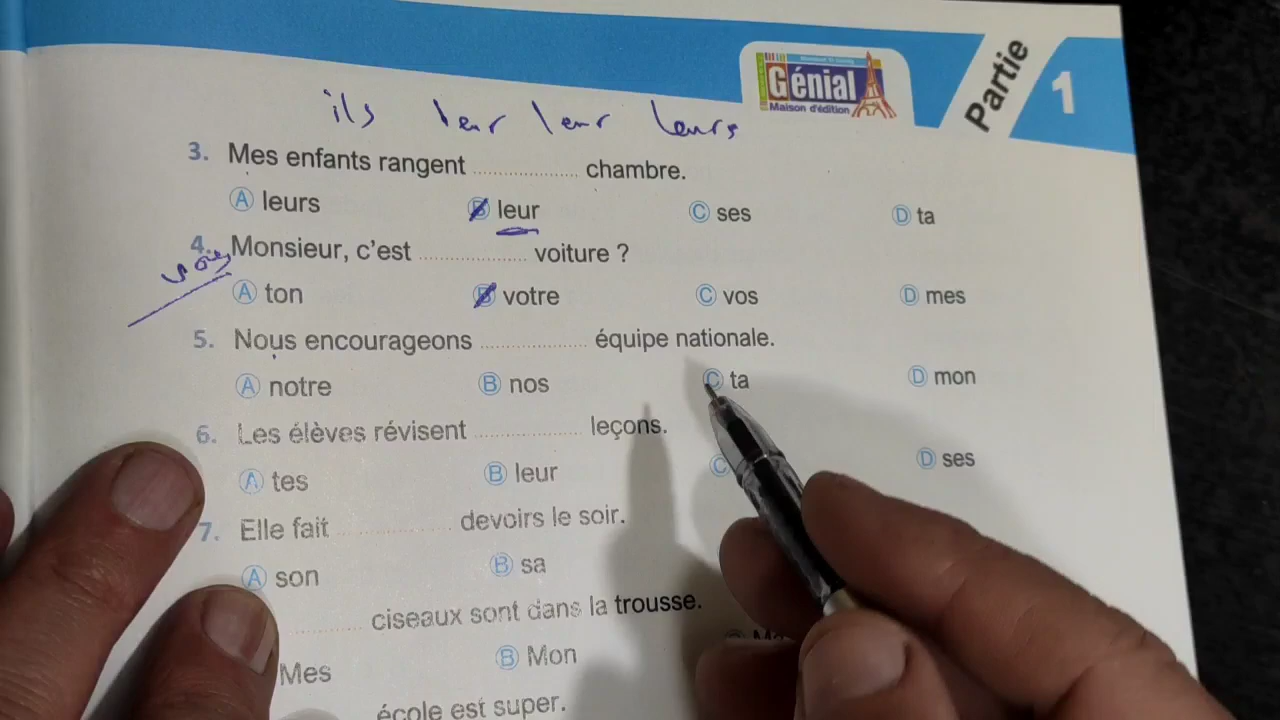 Génial
Maison d'édition
Partie 1
ils leur leur leurs
3. Mes enfants rangent .................... chambre.
A leurs B leur C ses D ta
4. Monsieur, c'est .................... voiture ?
vous
A ton B votre C vos D mes
5. Nous encourageons .................... équipe nationale.
A notre B nos C ta D mon
6. Les élèves révisent .................... leçons.
A tes B leur C D ses
7. Elle fait .................... devoirs le soir.
A son B sa
.............. ciseaux sont dans la trousse.
Mes B Mon
école est super.